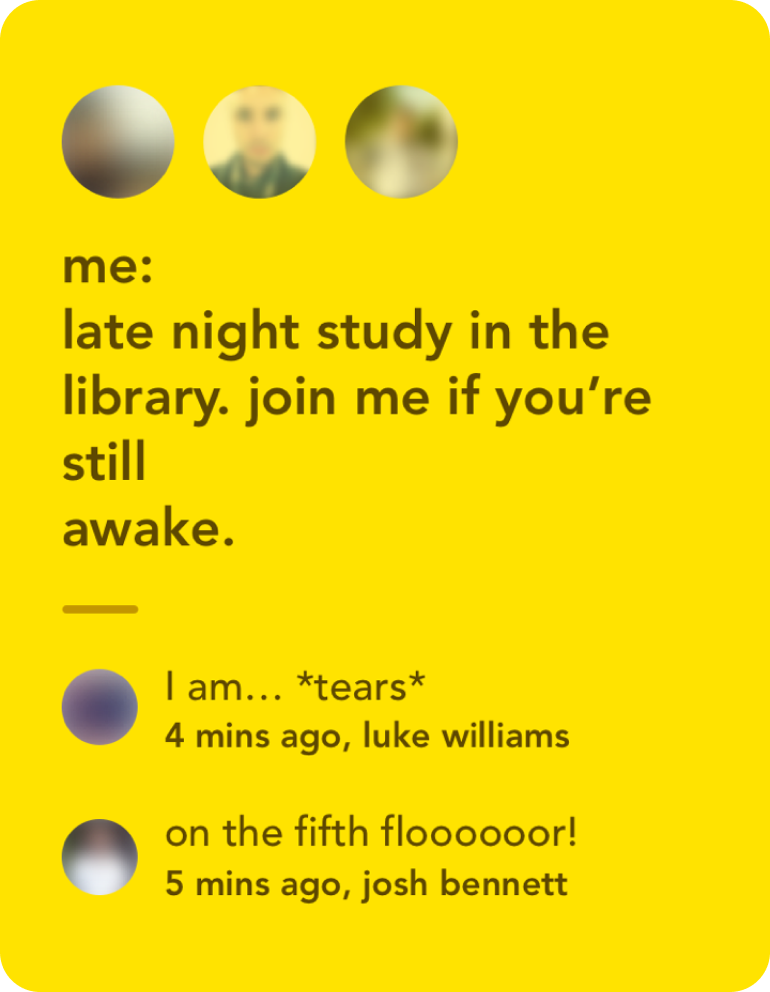 me:
late night study in the
library. join me if you’re
still
awake.
I am... *tears*
4 mins ago, luke williams
on the fifth floooooor!
5 mins ago, josh bennett